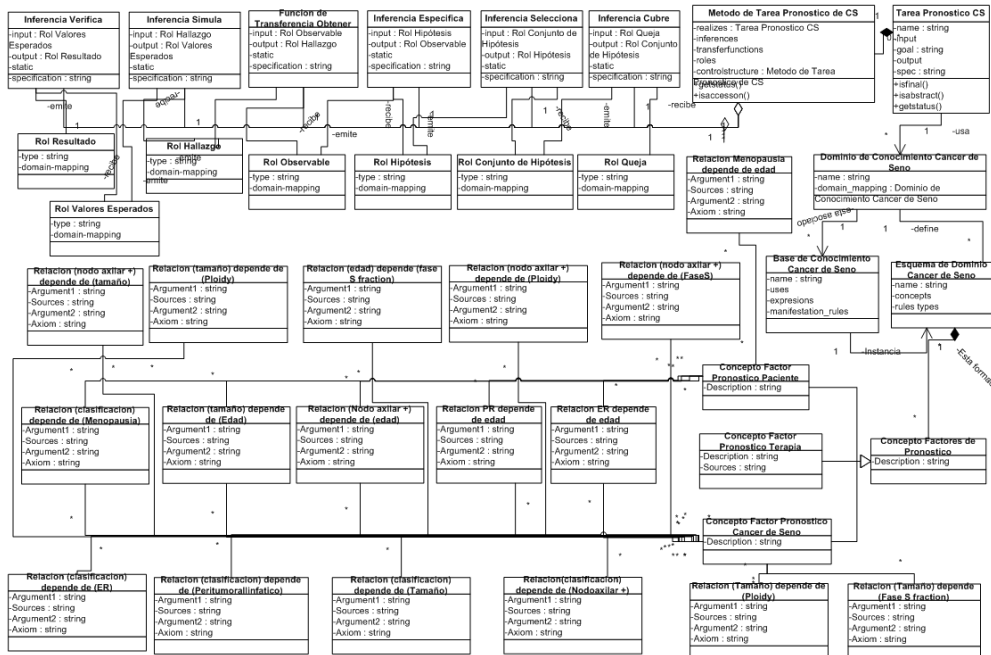 Inferencia Verifica
-input : Rol Valores
Esperados
-output : Rol Resultado
-static
-specification : string
Inferencia Simula
-input : Rol Hallazgo
-output : Rol Valores
Esperados
-static
-specification : string
Funcion de
Transferencia Obtener
-input : Rol Observable
-output : Rol Hallazgo
-static
-specification : string
Inferencia Especifica
-input : Rol Hipótesis
-output : Rol Observable
-static
-specification : string
Inferencia Selecciona
-input : Rol Conjunto de
Hipótesis
-output : Rol Hipótesis
-static
-specification : string
Inferencia Cubre
-input : Rol Queja
-output : Rol Conjunto
de Hipótesis
-static
-specification : string
Metodo de Tarea Pronostico de CS
-realizes : Tarea Pronostico CS
-inferences
-transferfunctions
-roles
-controlstructure : Metodo de Tarea
Pronostico de CS
+getstatus()
+isaccesson()
1
Tarea Pronostico CS
-name : string
-input
-goal : string
-output
-spec : string
+isfinal()
+isabstract()
+getstatus()
-emite
-recibe
-recibe
-emite
-recibe
-emite
-recibe
-recibe
1
1
1
-usa
Rol Resultado
-type : string
-domain-mapping
-recibe
-emite
Rol Hallazgo
-type : string
-emite
-domain-mapping
Rol Observable
-type : string
-domain-mapping
Rol Hipótesis
-type : string
-domain-mapping
Rol Conjunto de Hipótesis
-type : string
-domain-mapping
Rol Queja
-type : string
-domain-mapping
Relacion Menopausia
depende de edad
-Argument1 : string
-Sources : string
-Argument2 : string
-Axiom : string
Dominio de Conocimiento Cancer de
Seno
-name : string
-domain_mapping : Dominio de
Conocimiento Cancer de Seno
Rol Valores Esperados
-type : string
-domain-mapping
esta asociado
1
1
-define
*
*
Base de Conocimiento
Cancer de Seno
-name : string
-uses
-expresions
-manifestation_rules
Esquema de Dominio
Cancer de Seno
-name : string
-concepts
-rules types
1
-Instancia
1
*
-Esta formado
Relacion (nodo axilar +)
depende de (tamaño)
-Argument1 : string
-Sources : string
-Argument2 : string
-Axiom : string
Relacion (tamaño) depende de
(Ploidy)
-Argument1 : string
-Sources : string
-Argument2 : string
-Axiom : string
Relacion (edad) depende (fase
S fraction)
-Argument1 : string
-Sources : string
-Argument2 : string
-Axiom : string
Relacion (nodo axilar +)
depende de (Ploidy)
-Argument1 : string
-Sources : string
-Argument2 : string
-Axiom : string
Relacion (nodo axilar +)
depende de (FaseS)
-Argument1 : string
-Sources : string
-Argument2 : string
-Axiom : string
Concepto Factor
Pronostico Paciente
-Description : string
Relacion (clasificacion)
depende de (Menopausia)
-Argument1 : string
-Sources : string
-Argument2 : string
-Axiom : string
Relacion (tamaño) depende de
(Edad)
-Argument1 : string
-Sources : string
-Argument2 : string
-Axiom : string
Relacion (Nodo axilar +)
depende de (edad)
-Argument1 : string
-Sources : string
-Argument2 : string
-Axiom : string
Relacion PR depende
de edad
-Argument1 : string
-Sources : string
-Argument2 : string
-Axiom : string
Relacion ER depende de
edad
-Argument1 : string
-Sources : string
-Argument2 : string
-Axiom : string
Concepto Factor
Pronostico Terapia
-Description : string
-Sources : string
Concepto Factores de
Pronostico
-Description : string
Concepto Factor Pronostico
Cancer de Seno
-Description : string
Relacion (clasificacion)
depende de (ER)
-Argument1 : string
-Sources : string
-Argument2 : string
-Axiom : string
Relacion (clasificacion) depende
de (Peritumorallinfatico)
-Argument1 : string
-Sources : string
-Argument2 : string
-Axiom : string
Relacion (clasificacion)
depende de (Tamaño)
-Argument1 : string
-Sources : string
-Argument2 : string
-Axiom : string
Relacion(clasificacion)
depende de (Nodoaxilar +)
-Argument1 : string
-Sources : string
-Argument2 : string
-Axiom : string
Relacion (Tamaño) depende de
(Ploidy)
-Argument1 : string
-Sources : string
-Argument2 : string
-Axiom : string
Relacion (Tamaño) depende
(Fase S fraction)
-Argument1 : string
-Sources : string
-Argument2 : string
-Axiom : string